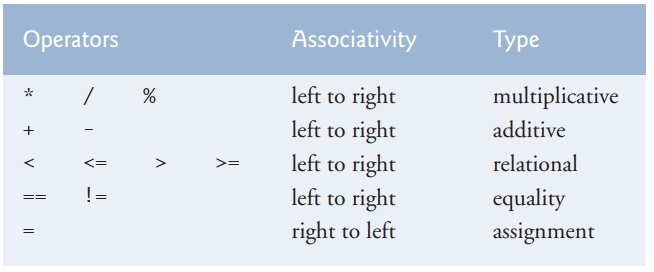 Operators Associativity Type
* / % left to right multiplicative
+ - left to right additive
< <= > >= left to right relational
== != left to right equality
= right to left assignment